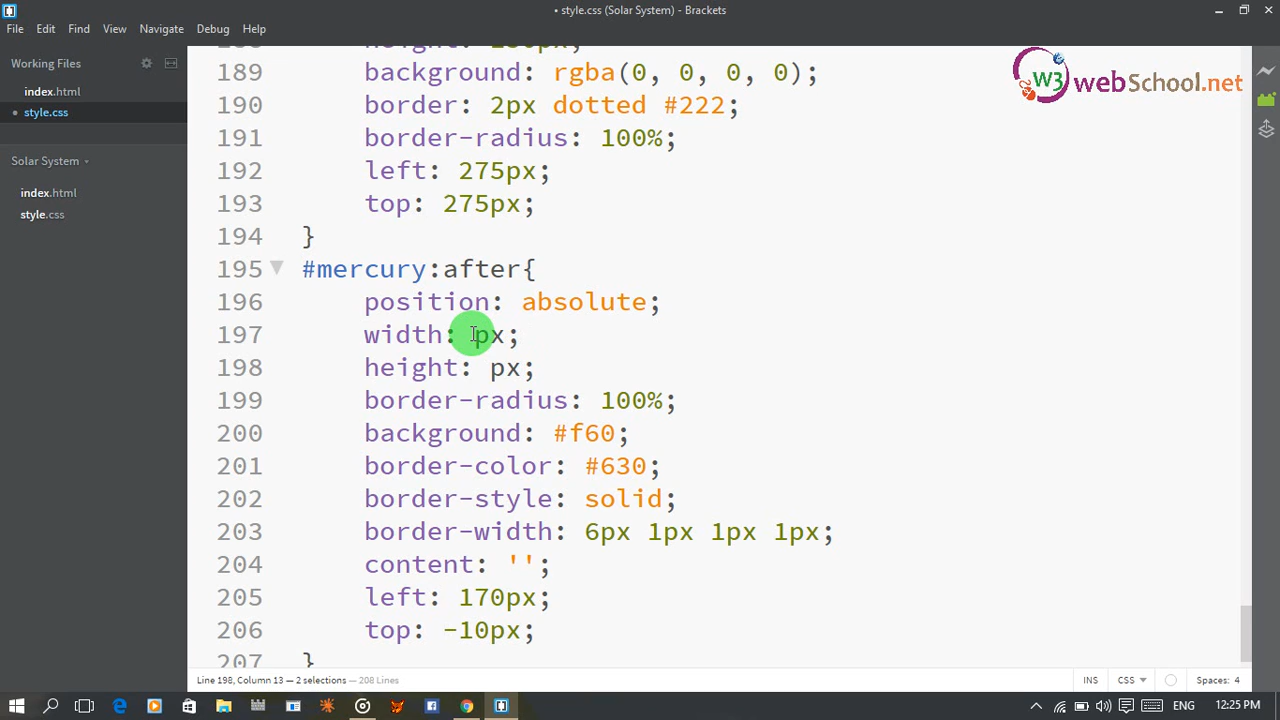 • style.css (Solar System) - Brackets
File Edit Find View Navigate Debug Help
Working Files
index.html
• style.css
Solar System
index.html
style.css
W3 webSchool.net
189 background: rgba(0, 0, 0, 0);
190 border: 2px dotted #222;
191 border-radius: 100%;
192 left: 275px;
193 top: 275px;
194 }
195 #mercury:after{
196 position: absolute;
197 width: px;
198 height: px;
199 border-radius: 100%;
200 background: #f60;
201 border-color: #630;
202 border-style: solid;
203 border-width: 6px 1px 1px 1px;
204 content: '';
205 left: 170px;
206 top: -10px;
207 }
Line 198, Column 13 — 2 selections — 208 Lines
INS CSS Spaces: 4
ENG 12:25 PM